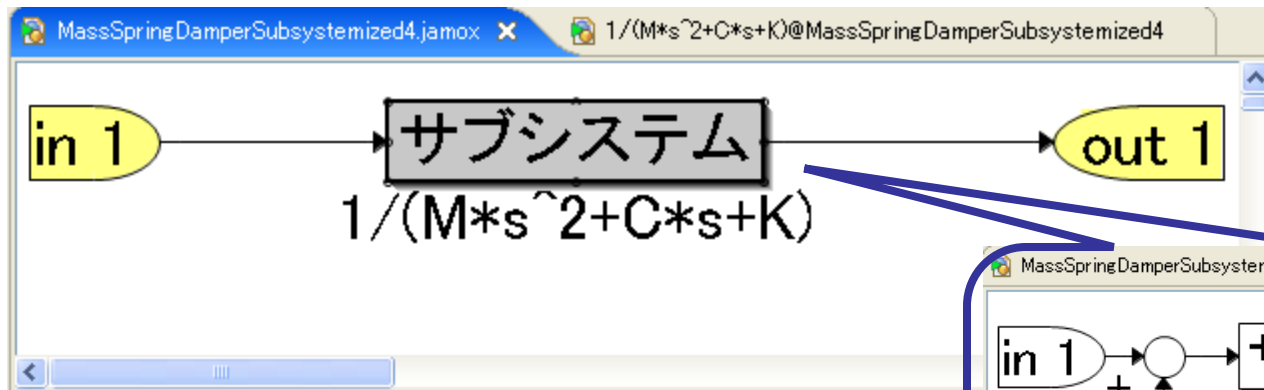 MassSpringDamperSubsystemized4.jamox
1/(M*s^2+C*s+K)@MassSpringDamperSubsystemized4
in 1
サブシステム
out 1
1/(M*s^2+C*s+K)
MassSpringDamperSubsyster
in 1
+
+